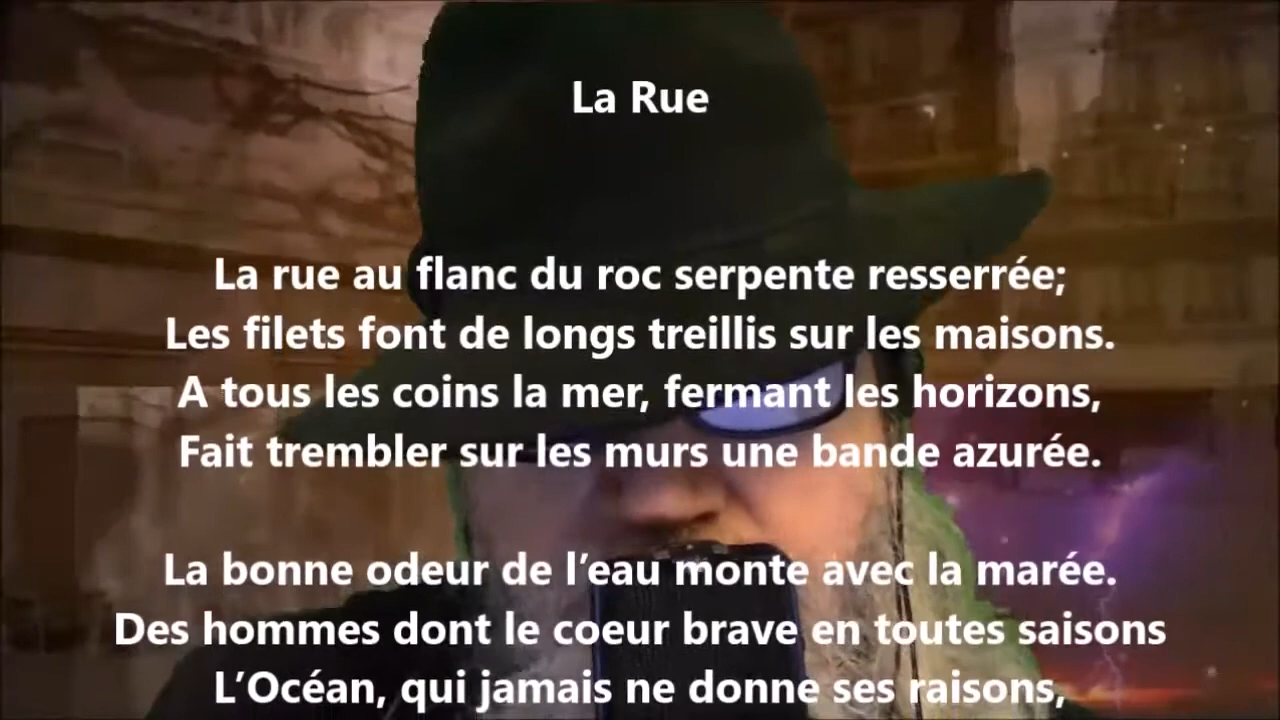 La Rue
La rue au flanc du roc serpente resserrée;
Les filets font de longs treillis sur les maisons.
A tous les coins la mer, fermant les horizons,
Fait trembler sur les murs une bande azurée.
La bonne odeur de l’eau monte avec la marée.
Des hommes dont le coeur brave en toutes saisons
L’Océan, qui jamais ne donne ses raisons,